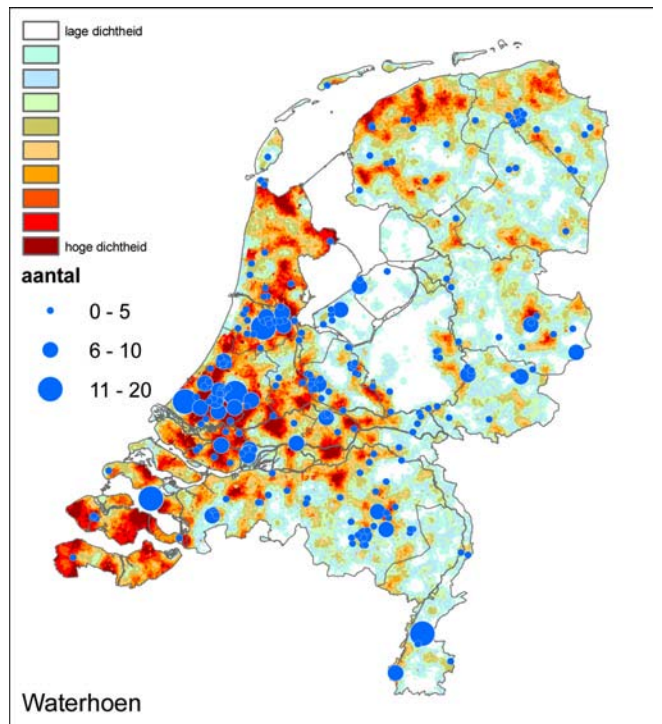 lage dichtheid
hoge dichtheid
aantal
0 - 5
6 - 10
11 - 20
Waterhoen